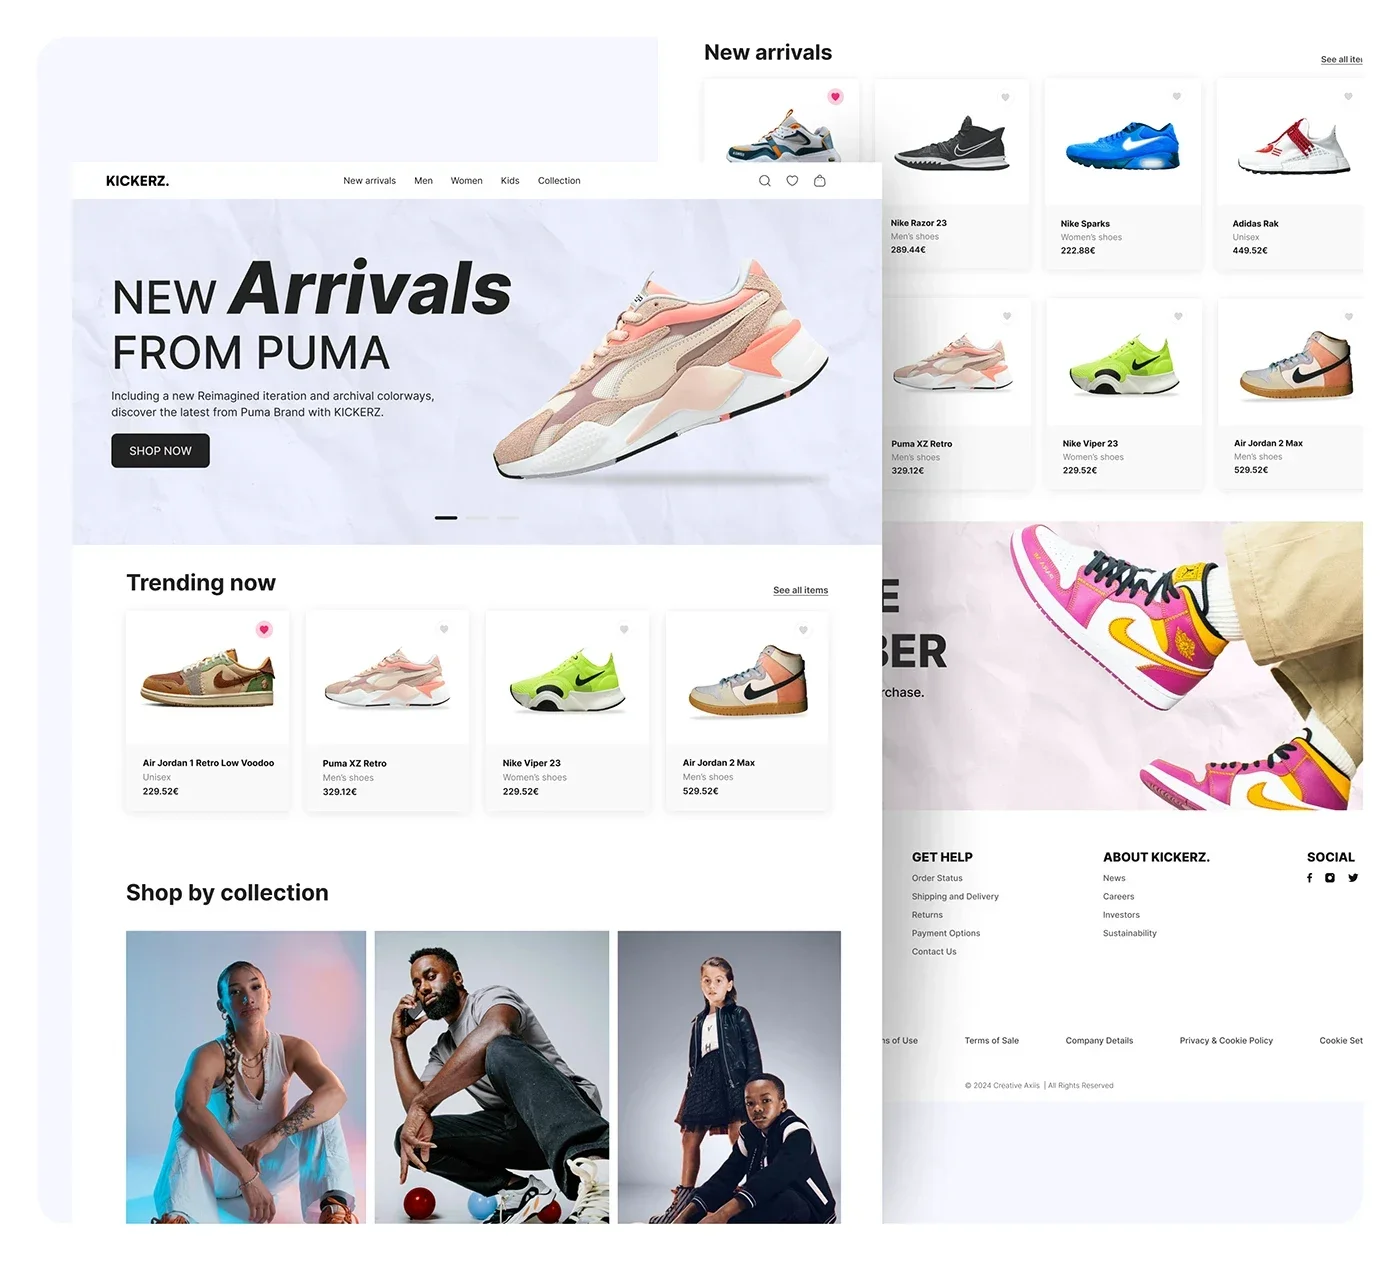 New arrivals
See all
KICKERZ.
New arrivals
Men
Women
Kids
Collection
NEW Arrivals
FROM PUMA
Including a new Reimagined iteration and archival colorways,
discover the latest from Puma Brand with KICKERZ.
SHOP NOW
Trending now
See all items
Air Jordan 1 Retro Low Voodoo
Unisex
229.52€
Puma XZ Retro
Men's shoes
329.12€
Nike Viper 23
Women's shoes
229.52€
Air Jordan 2 Max
Men's shoes
529.52€
Shop by collection
Nike Razor 23
Men's shoes
289.44€
Nike Sparks
Women's shoes
222.88€
Adidas Rak
Unisex
449.52€
Puma XZ Retro
Men's shoes
329.12€
Nike Viper 23
Women's shoes
229.52€
Air Jordan 2 Max
Men's shoes
529.52€
GET HELP
Order Status
Shipping and Delivery
Returns
Payment Options
Contact Us
ABOUT KICKERZ.
News
Careers
Investors
Sustainability
SOCIAL
of Use
Terms of Sale
Company Details
Privacy & Cookie Policy
Cookie Set
© 2024 Creative Axiis | All Rights Reserved